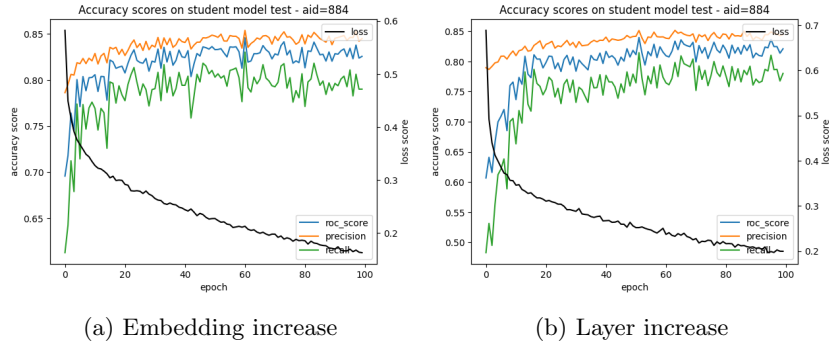 Accuracy scores on student model test - aid=884
0.85
0.80
0.75
0.70
0.65
accuracy score
0
20
40
60
80
100
epoch
0.6
0.5
0.4
0.3
0.2
loss score
loss
roc_score
precision
recall
(a) Embedding increase
Accuracy scores on student model test - aid=884
0.85
0.80
0.75
0.70
0.65
0.60
0.55
0.50
accuracy score
0
20
40
60
80
100
epoch
0.7
0.6
0.5
0.4
0.3
0.2
loss score
loss
roc_score
precision
recall
(b) Layer increase